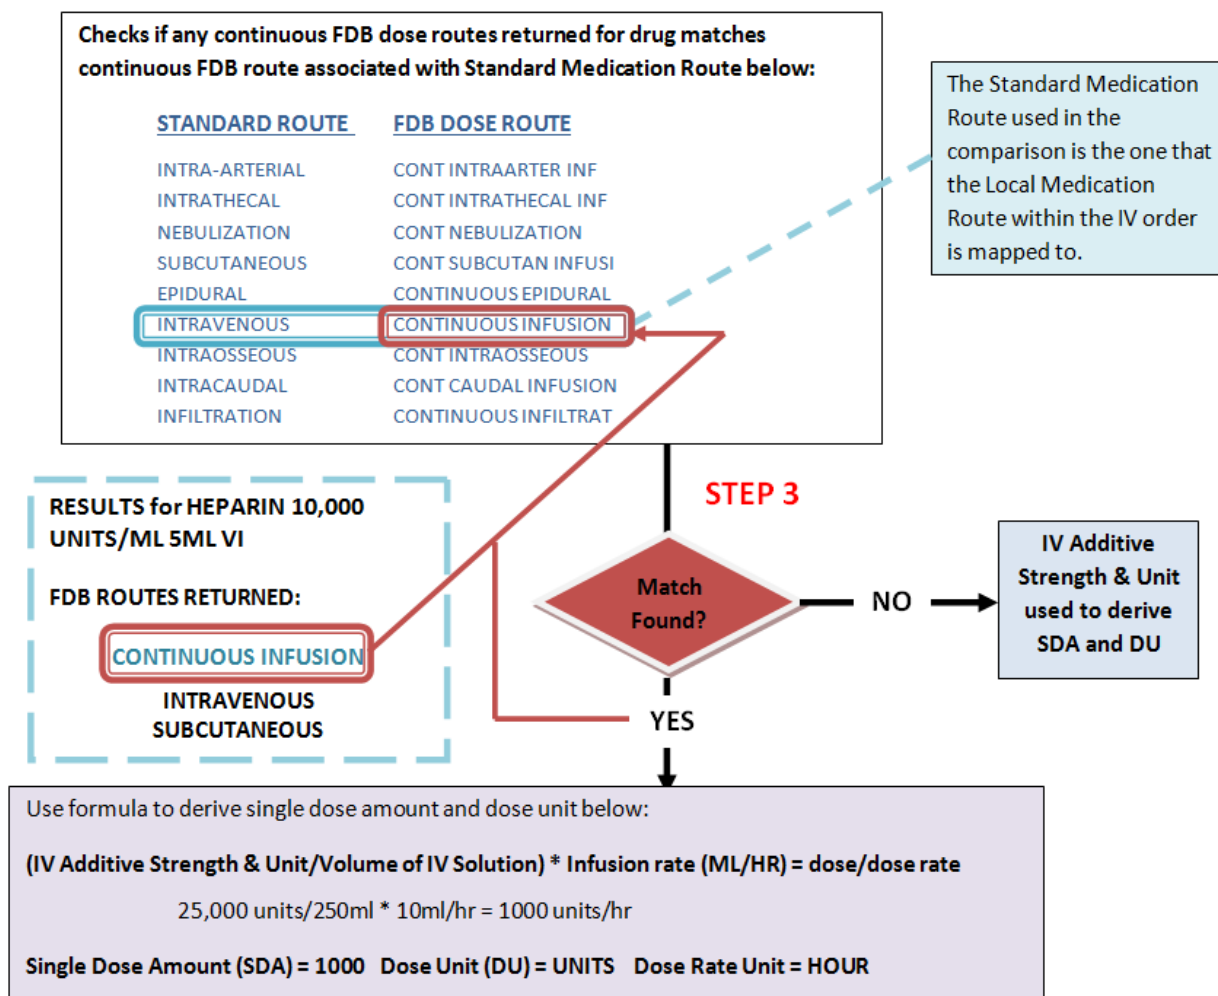 Checks if any continuous FDB dose routes returned for drug matches
continuous FDB route associated with Standard Medication Route below:
STANDARD ROUTE FDB DOSE ROUTE
INTRA-ARTERIAL CONT INTRAARTER INF
INTRATHECAL CONT INTRATHECAL INF
NEBULIZATION CONT NEBULIZATION
SUBCUTANEOUS CONT SUBCUTAN INFUSI
EPIDURAL CONTINUOUS EPIDURAL
INTRAVENOUS CONTINUOUS INFUSION
INTRAOSSEOUS CONT INTRAOSSEOUS
INTRACAUDAL CONT CAUDAL INFUSION
INFILTRATION CONTINUOUS INFILTRAT
The Standard Medication
Route used in the
comparison is the one that
the Local Medication
Route within the IV order
is mapped to.
RESULTS for HEPARIN 10,000
UNITS/ML 5ML VI
FDB ROUTES RETURNED:
CONTINUOUS INFUSION
INTRAVENOUS
SUBCUTANEOUS
STEP 3
Match
Found?
NO
IV Additive
Strength & Unit
used to derive
SDA and DU
YES
Use formula to derive single dose amount and dose unit below:
(IV Additive Strength & Unit/Volume of IV Solution) * Infusion rate (ML/HR) = dose/dose rate
25,000 units/250ml * 10ml/hr = 1000 units/hr
Single Dose Amount (SDA) = 1000 Dose Unit (DU) = UNITS Dose Rate Unit = HOUR